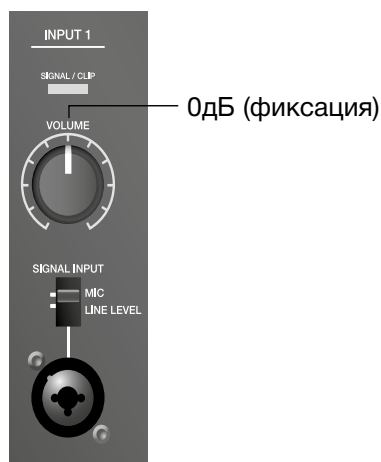 INPUT 1
SIGNAL / CLIP
0дБ (фиксация)
VOLUME
SIGNAL INPUT
MIC
LINE LEVEL